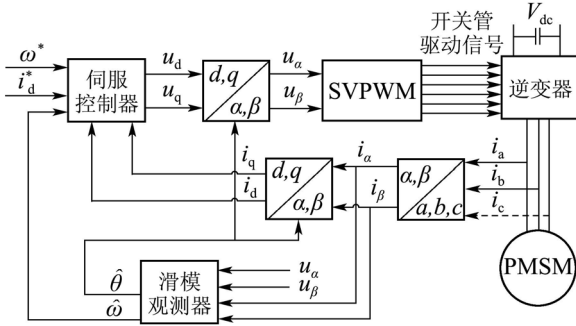 V_dc
开关管
驱动信号
ω*
i*_d
伺服
控制器
u_d
u_q
d,q
α,β
u_α
u_β
SVPWM
逆变器
i_q
i_d
d,q
α,β
i_α
i_β
α,β
a,b,c
i_a
i_b
i_c
PMSM
θ̂
ω̂
滑模
观测器
u_α
u_β